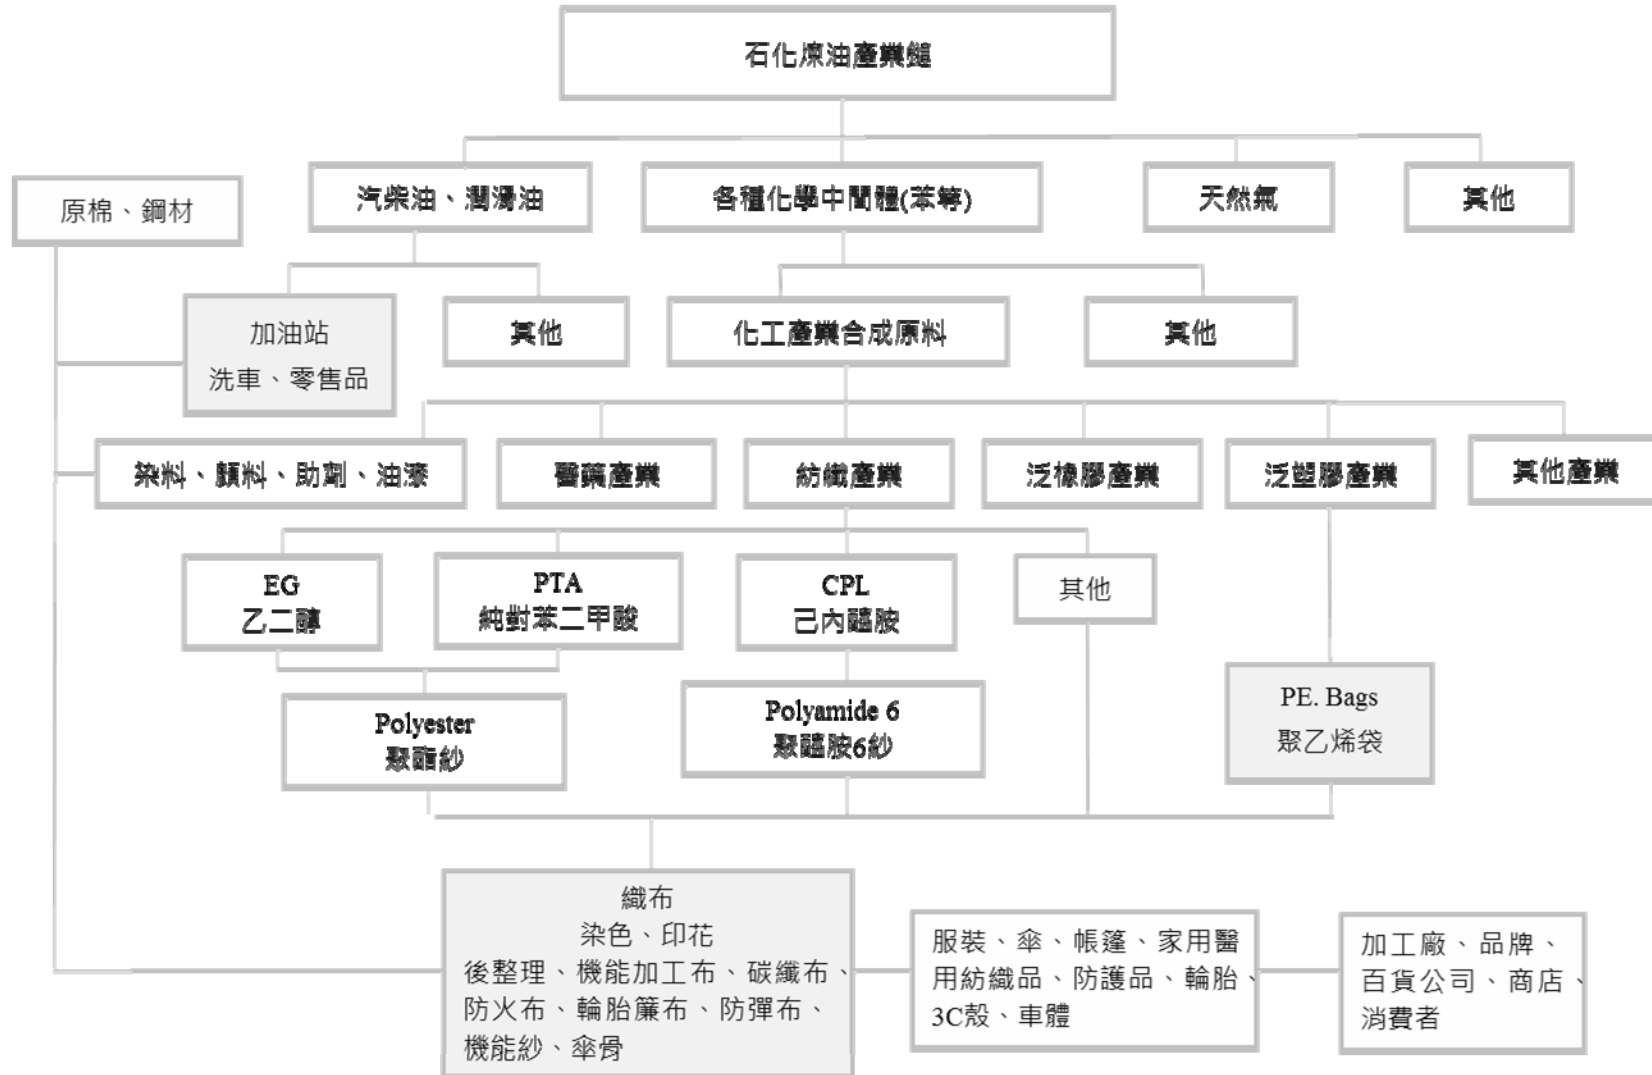 石化煉油產業鏈
原棉、鋼材
汽柴油、潤滑油
各種化學中間體(苯等)
天然氣
其他
加油站
洗車、零售品
其他
化工產業合成原料
其他
染料、顏料、助劑、油漆
醫藥產業
紡纖產業
泛橡膠產業
泛塑膠產業
其他產業
EG
乙二醇
PTA
純對苯二甲酸
CPL
己內醯胺
其他
Polyester
聚酯紗
Polyamide 6
聚醯胺6紗
PE. Bags
聚乙烯袋
織布
染色、印花
後整理、機能加工布、碳纖布、
防火布、輪胎簾布、防彈布、
機能紗、傘骨
服裝、傘、帳篷、家用醫
用紡織品、防護品、輪胎、
3C殼、車體
加工廠、品牌、
百貨公司、商店、
消費者